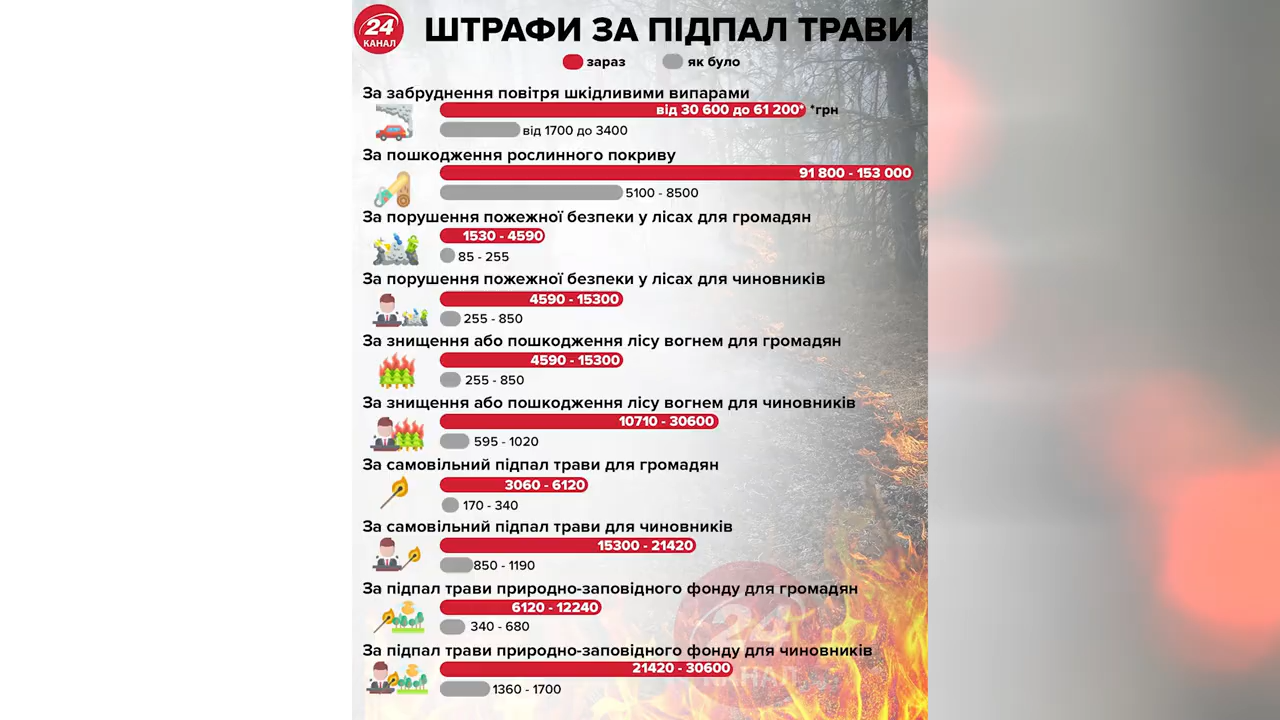 24
КАНАЛ
ШТРАФИ ЗА ПІДПАЛ ТРАВИ
зараз
як було
За забруднення повітря шкідливими випарами
від 30 600 до 61 200* *грн
від 1700 до 3400
За пошкодження рослинного покриву
91 800 - 153 000
5100 - 8500
За порушення пожежної безпеки у лісах для громадян
1530 - 4590
85 - 255
За порушення пожежної безпеки у лісах для чиновників
4590 - 15300
255 - 850
За знищення або пошкодження лісу вогнем для громадян
4590 - 15300
255 - 850
За знищення або пошкодження лісу вогнем для чиновників
10710 - 30600
595 - 1020
За самовільний підпал трави для громадян
3060 - 6120
170 - 340
За самовільний підпал трави для чиновників
15300 - 21420
850 - 1190
За підпал трави природно-заповідного фонду для громадян
6120 - 12240
340 - 680
За підпал трави природно-заповідного фонду для чиновників
21420 - 30600
1360 - 1700
24
КАНАЛ